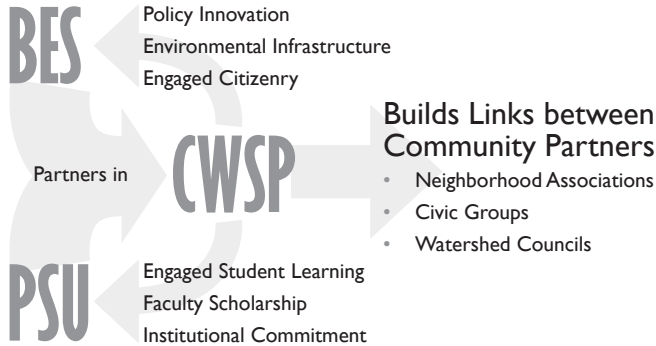 BES
Policy Innovation
Environmental Infrastructure
Engaged Citizenry
Partners in
CWSP
Builds Links between
Community Partners
• Neighborhood Associations
• Civic Groups
• Watershed Councils
PSU
Engaged Student Learning
Faculty Scholarship
Institutional Commitment